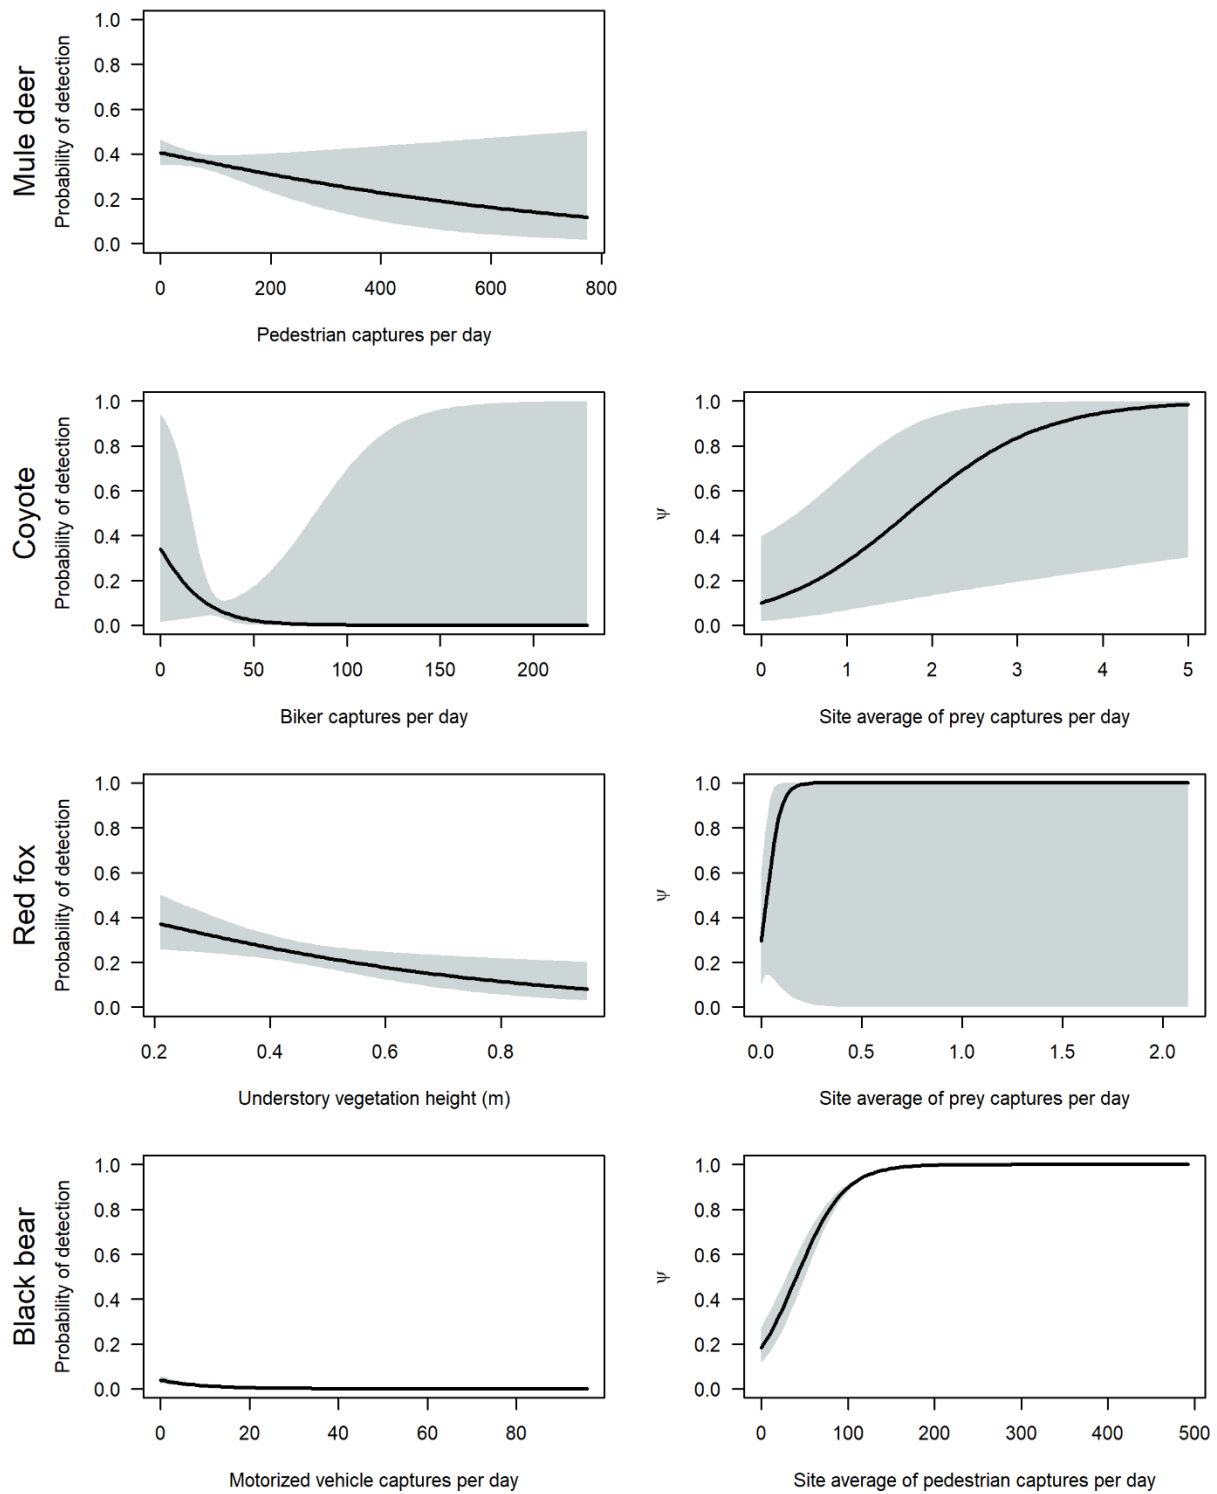 Mule deer
Probability of detection
1.0
0.8
0.6
0.4
0.2
0.0
0 200 400 600 800
Pedestrian captures per day
Coyote
Probability of detection
1.0
0.8
0.6
0.4
0.2
0.0
0 50 100 150 200
Biker captures per day
ψ
1.0
0.8
0.6
0.4
0.2
0.0
0 1 2 3 4 5
Site average of prey captures per day
Red fox
Probability of detection
1.0
0.8
0.6
0.4
0.2
0.0
0.2 0.4 0.6 0.8
Understory vegetation height (m)
ψ
1.0
0.8
0.6
0.4
0.2
0.0
0.0 0.5 1.0 1.5 2.0
Site average of prey captures per day
Black bear
Probability of detection
1.0
0.8
0.6
0.4
0.2
0.0
0 20 40 60 80
Motorized vehicle captures per day
ψ
1.0
0.8
0.6
0.4
0.2
0.0
0 100 200 300 400 500
Site average of pedestrian captures per day